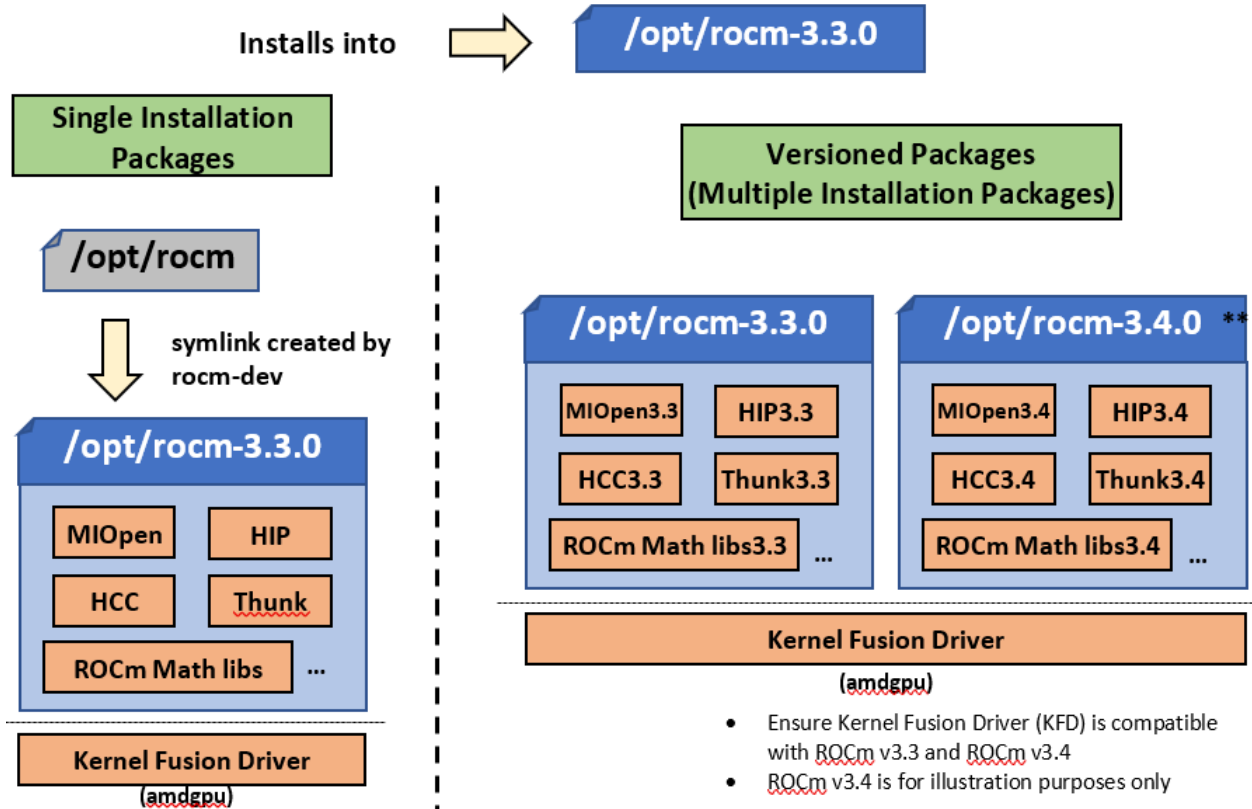 Installs into
/opt/rocm-3.3.0
Single Installation
Packages
/opt/rocm
symlink created by
rocm-dev
/opt/rocm-3.3.0
MIOpen
HIP
HCC
Thunk
ROCm Math libs
...
Kernel Fusion Driver
(amdgpu)
Versioned Packages
(Multiple Installation Packages)
/opt/rocm-3.3.0
MIOpen3.3
HIP3.3
HCC3.3
Thunk3.3
ROCm Math libs3.3
...
/opt/rocm-3.4.0 **
MIOpen3.4
HIP3.4
HCC3.4
Thunk3.4
ROCm Math libs3.4
...
Kernel Fusion Driver
(amdgpu)
• Ensure Kernel Fusion Driver (KFD) is compatible
with ROCm v3.3 and ROCm v3.4
• ROCm v3.4 is for illustration purposes only